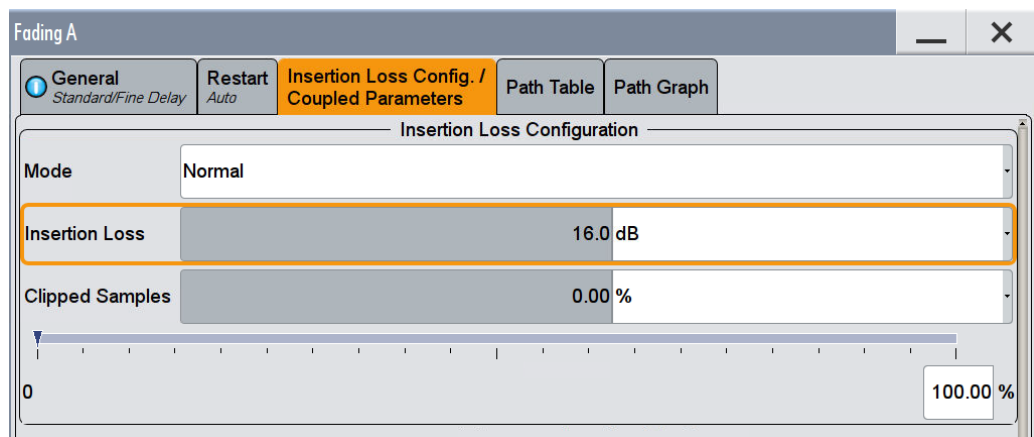 Fading A
General
Standard/Fine Delay
Restart
Auto
Insertion Loss Config. /
Coupled Parameters
Path Table
Path Graph
Insertion Loss Configuration
Mode Normal
Insertion Loss 16.0 dB
Clipped Samples 0.00 %
0 100.00 %